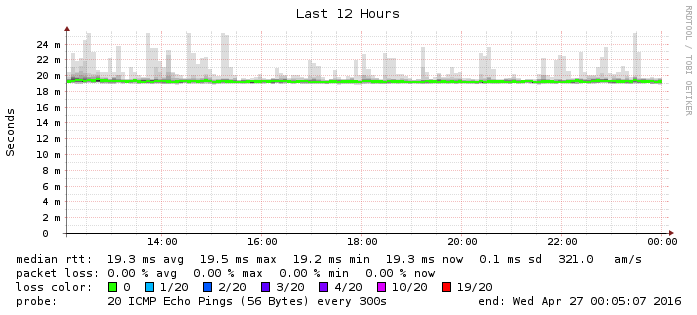 Last 12 Hours
RRDTOOL / TOBI OETIKER
Seconds
24 m
22 m
20 m
18 m
16 m
14 m
12 m
10 m
8 m
6 m
4 m
2 m
0
14:00 16:00 18:00 20:00 22:00 00:00
median rtt: 19.3 ms avg 19.5 ms max 19.2 ms min 19.3 ms now 0.1 ms sd 321.0 am/s
packet loss: 0.00 % avg 0.00 % max 0.00 % min 0.00 % now
loss color: 0 1/20 2/20 3/20 4/20 10/20 19/20
probe: 20 ICMP Echo Pings (56 Bytes) every 300s end: Wed Apr 27 00:05:07 2016